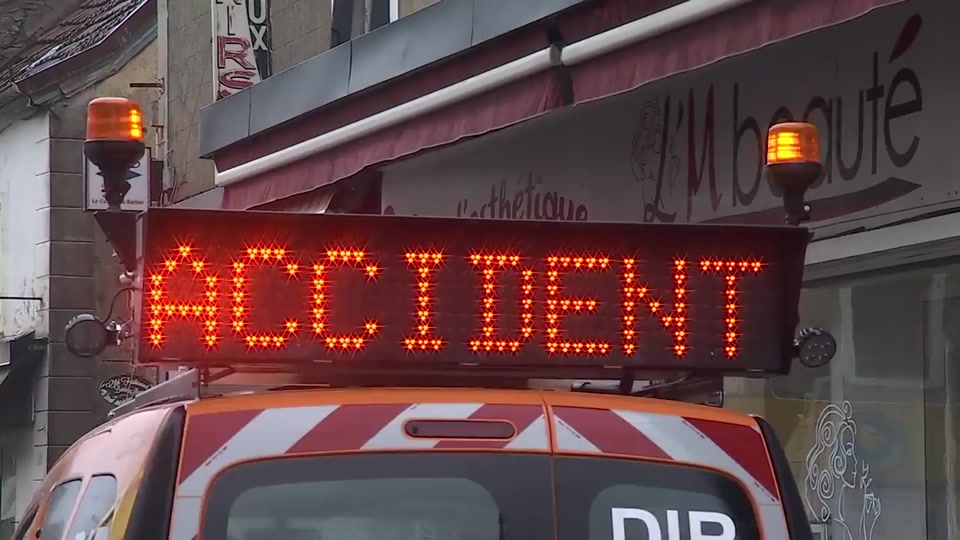 L'M beauté
l'esthétique
ACCIDENT
DIR